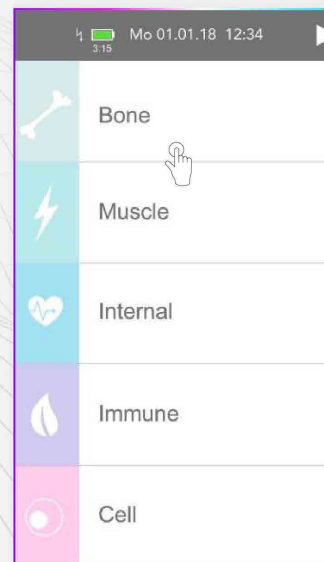 Mo 01.01.18 12:34
3:15
Bone
Muscle
Internal
Immune
Cell